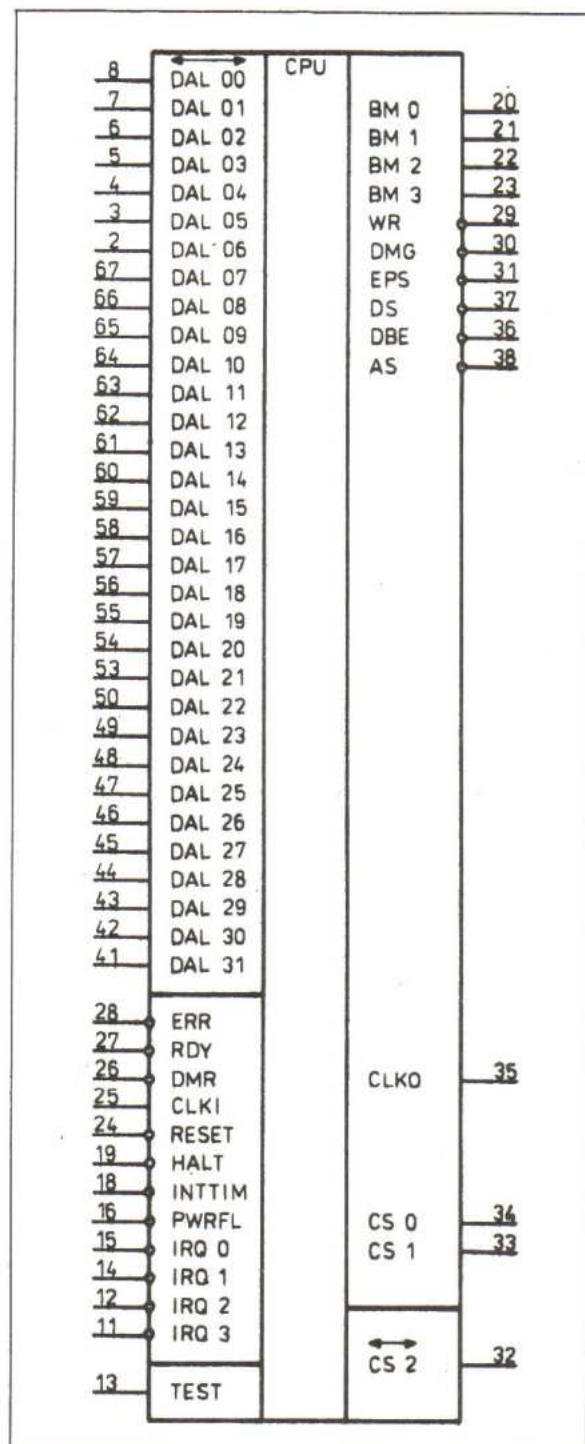 CPU
8 DAL 00
7 DAL 01
6 DAL 02
5 DAL 03
4 DAL 04
3 DAL 05
2 DAL 06
67 DAL 07
66 DAL 08
65 DAL 09
64 DAL 10
63 DAL 11
62 DAL 12
61 DAL 13
60 DAL 14
59 DAL 15
58 DAL 16
57 DAL 17
56 DAL 18
55 DAL 19
54 DAL 20
53 DAL 21
50 DAL 22
49 DAL 23
48 DAL 24
47 DAL 25
46 DAL 26
45 DAL 27
44 DAL 28
43 DAL 29
42 DAL 30
41 DAL 31
28 ERR
27 RDY
26 DMR
25 CLKI
24 RESET
19 HALT
18 INTTIM
16 PWRFL
15 IRQ 0
14 IRQ 1
12 IRQ 2
11 IRQ 3
13 TEST
BM 0 20
BM 1 21
BM 2 22
BM 3 23
WR 29
DMG 30
EPS 31
DS 37
DBE 36
AS 38
CLKO 35
CS 0 34
CS 1 33
CS 2 32